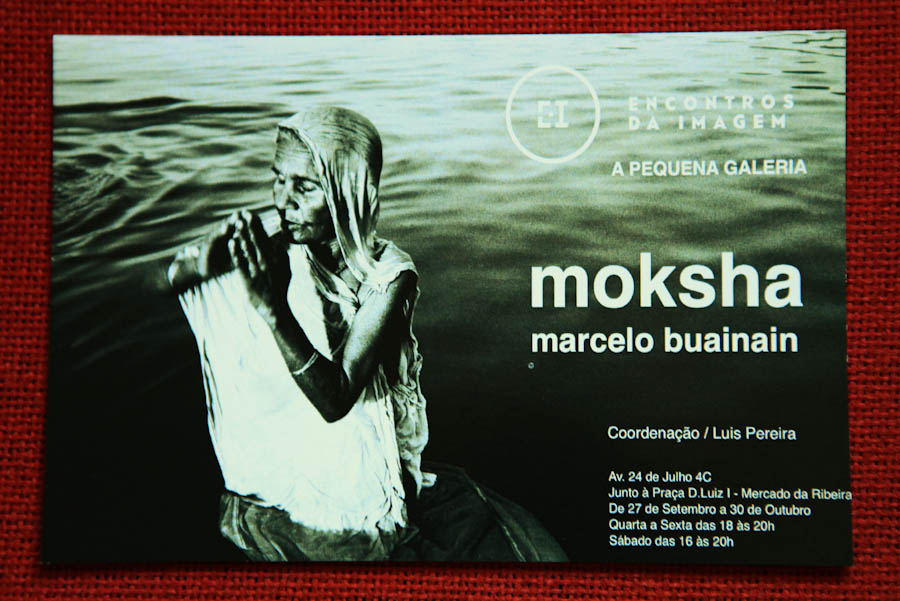 EI
ENCONTROS
DA IMAGEM
A PEQUENA GALERIA
moksha
marcelo buainain
Coordenação / Luis Pereira
Av. 24 de Julho 4C
Junto à Praça D.Luiz I - Mercado da Ribeira
De 27 de Setembro a 30 de Outubro
Quarta a Sexta das 18 às 20h
Sábado das 16 às 20h